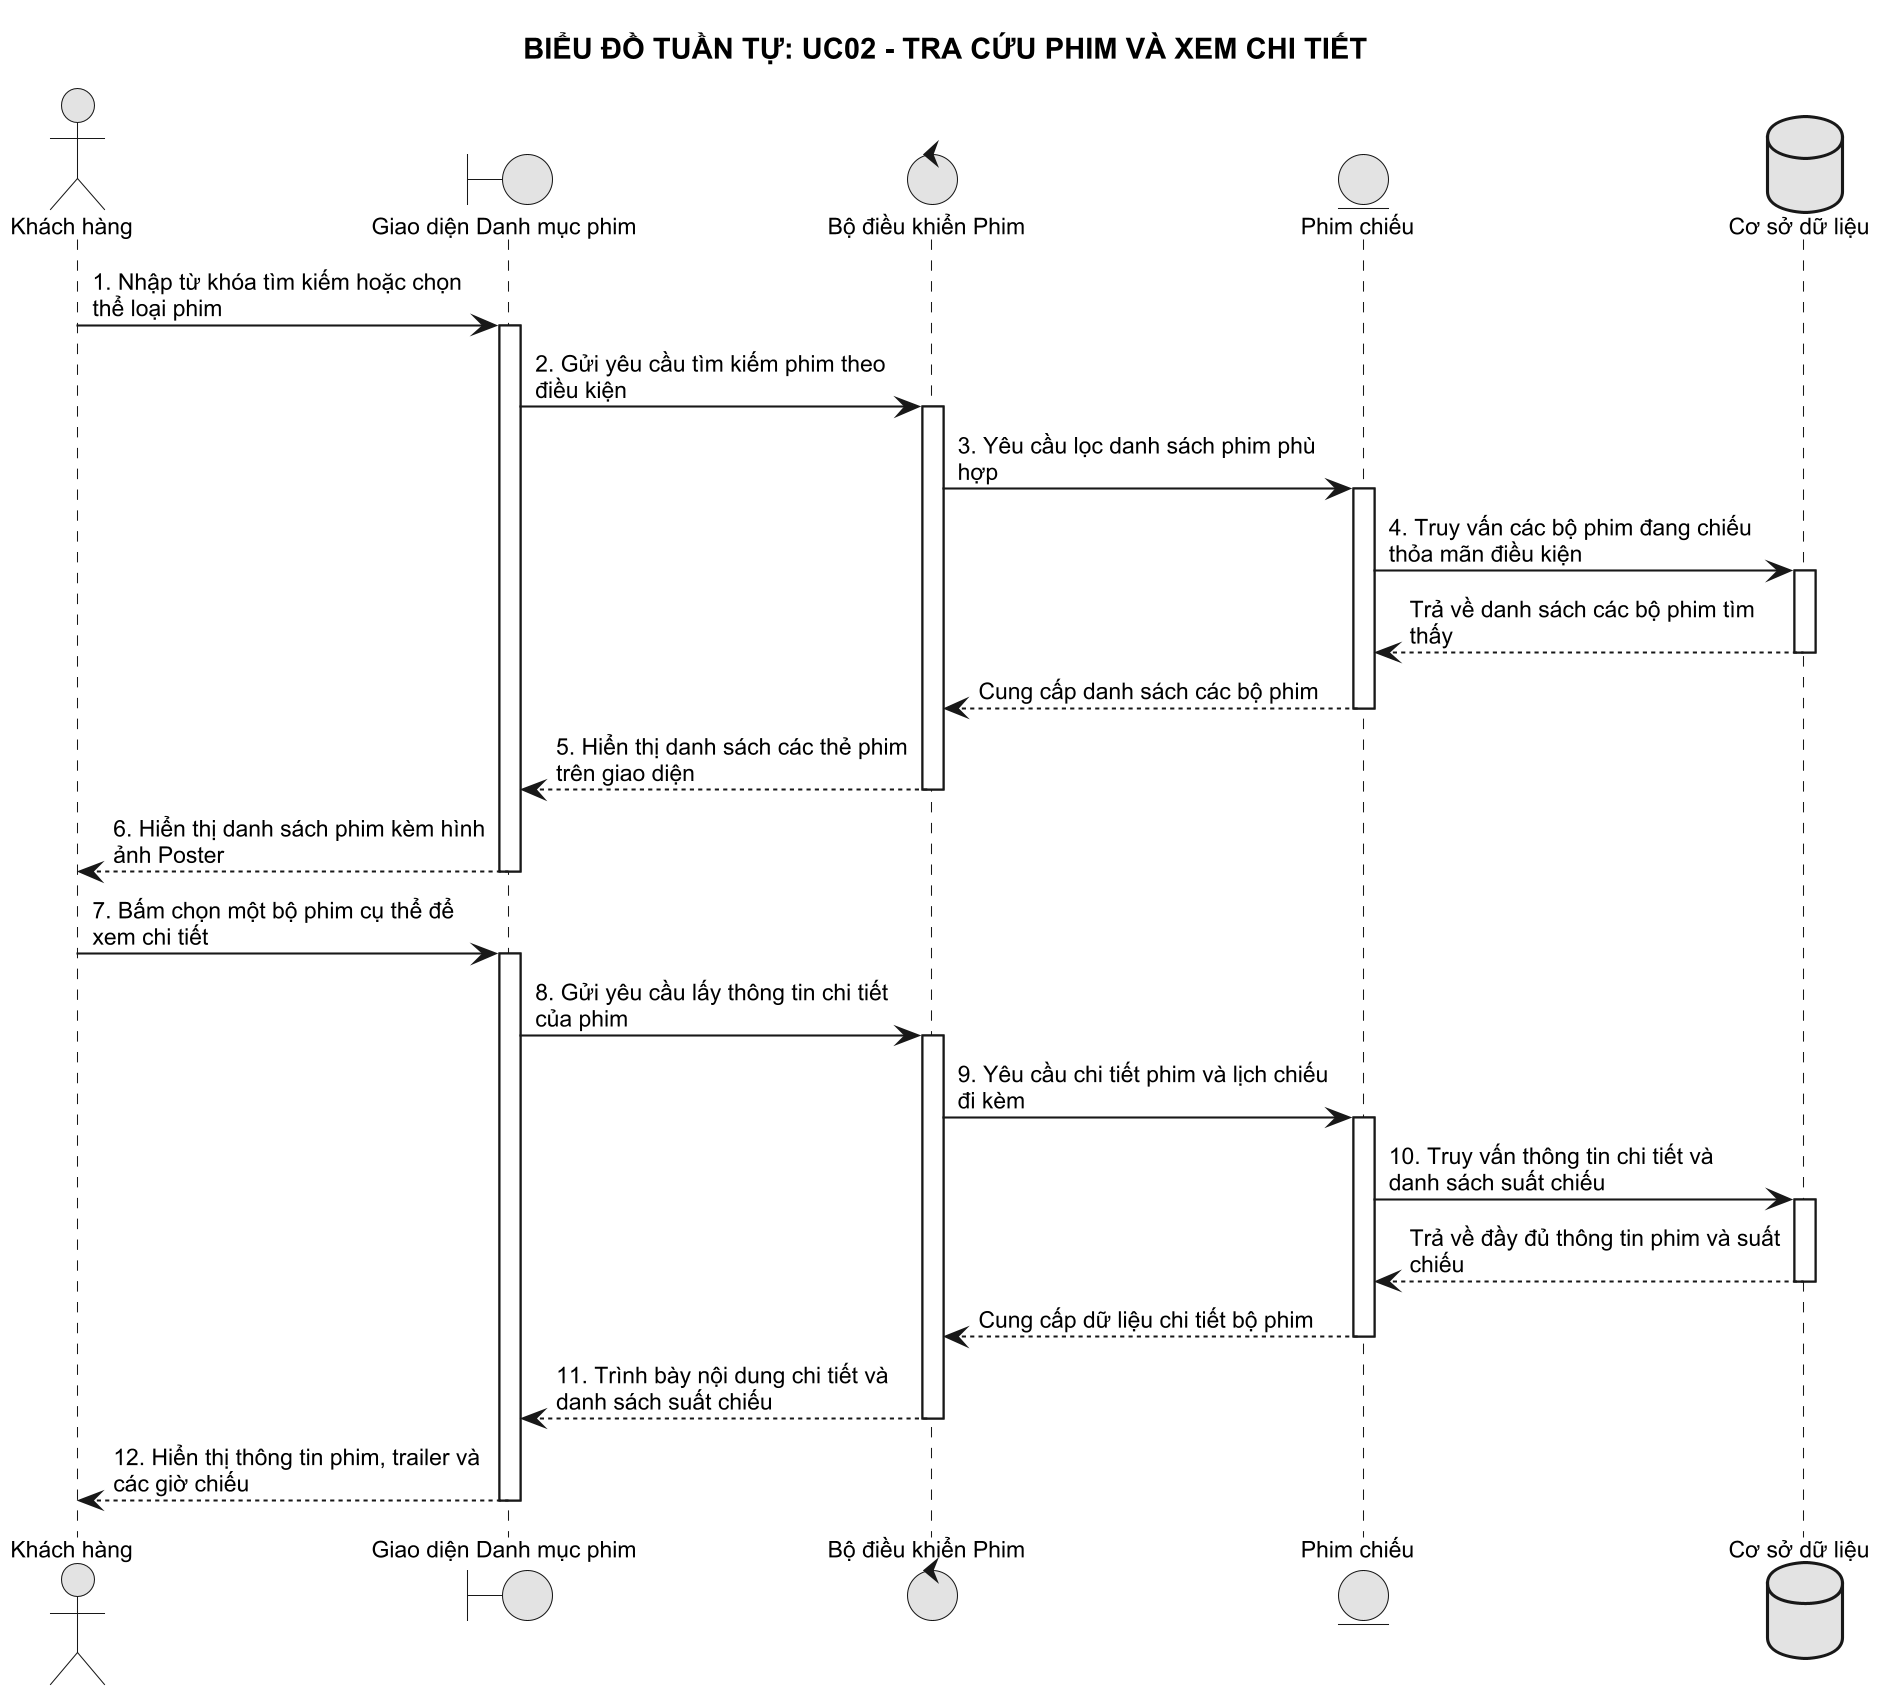 BIỂU ĐỒ TUẦN TỰ: UC02 - TRA CỨU PHIM VÀ XEM CHI TIẾT
Khách hàng
Giao diện Danh mục phim
Bộ điều khiển Phim
Phim chiếu
Cơ sở dữ liệu
1. Nhập từ khóa tìm kiếm hoặc chọn
thể loại phim
2. Gửi yêu cầu tìm kiếm phim theo
điều kiện
3. Yêu cầu lọc danh sách phim phù
hợp
4. Truy vấn các bộ phim đang chiếu
thỏa mãn điều kiện
Trả về danh sách các bộ phim tìm
thấy
Cung cấp danh sách các bộ phim
5. Hiển thị danh sách các thẻ phim
trên giao diện
6. Hiển thị danh sách phim kèm hình
ảnh Poster
7. Bấm chọn một bộ phim cụ thể để
xem chi tiết
8. Gửi yêu cầu lấy thông tin chi tiết
của phim
9. Yêu cầu chi tiết phim và lịch chiếu
đi kèm
10. Truy vấn thông tin chi tiết và
danh sách suất chiếu
Trả về đầy đủ thông tin phim và suất
chiếu
Cung cấp dữ liệu chi tiết bộ phim
11. Trình bày nội dung chi tiết và
danh sách suất chiếu
12. Hiển thị thông tin phim, trailer và
các giờ chiếu
Khách hàng
Giao diện Danh mục phim
Bộ điều khiển Phim
Phim chiếu
Cơ sở dữ liệu